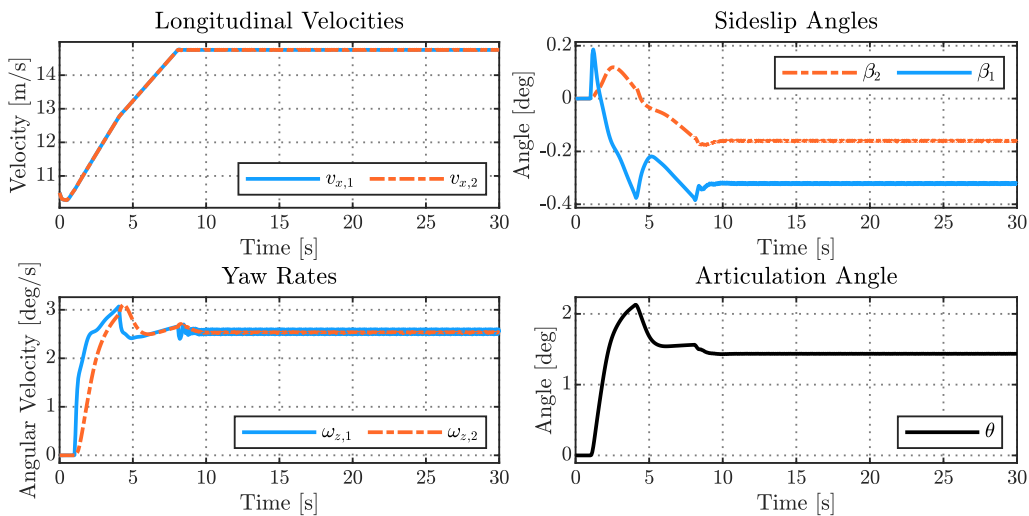 Longitudinal Velocities
Velocity [m/s]
14
13
12
11
v_{x,1} v_{x,2}
0 5 10 15 20 25 30
Time [s]
Sideslip Angles
Angle [deg]
0.2
0
-0.2
-0.4
β_2 β_1
0 5 10 15 20 25 30
Time [s]
Yaw Rates
Angular Velocity [deg/s]
3
2
1
0
ω_{z,1} ω_{z,2}
0 5 10 15 20 25 30
Time [s]
Articulation Angle
Angle [deg]
2
1
0
θ
0 5 10 15 20 25 30
Time [s]